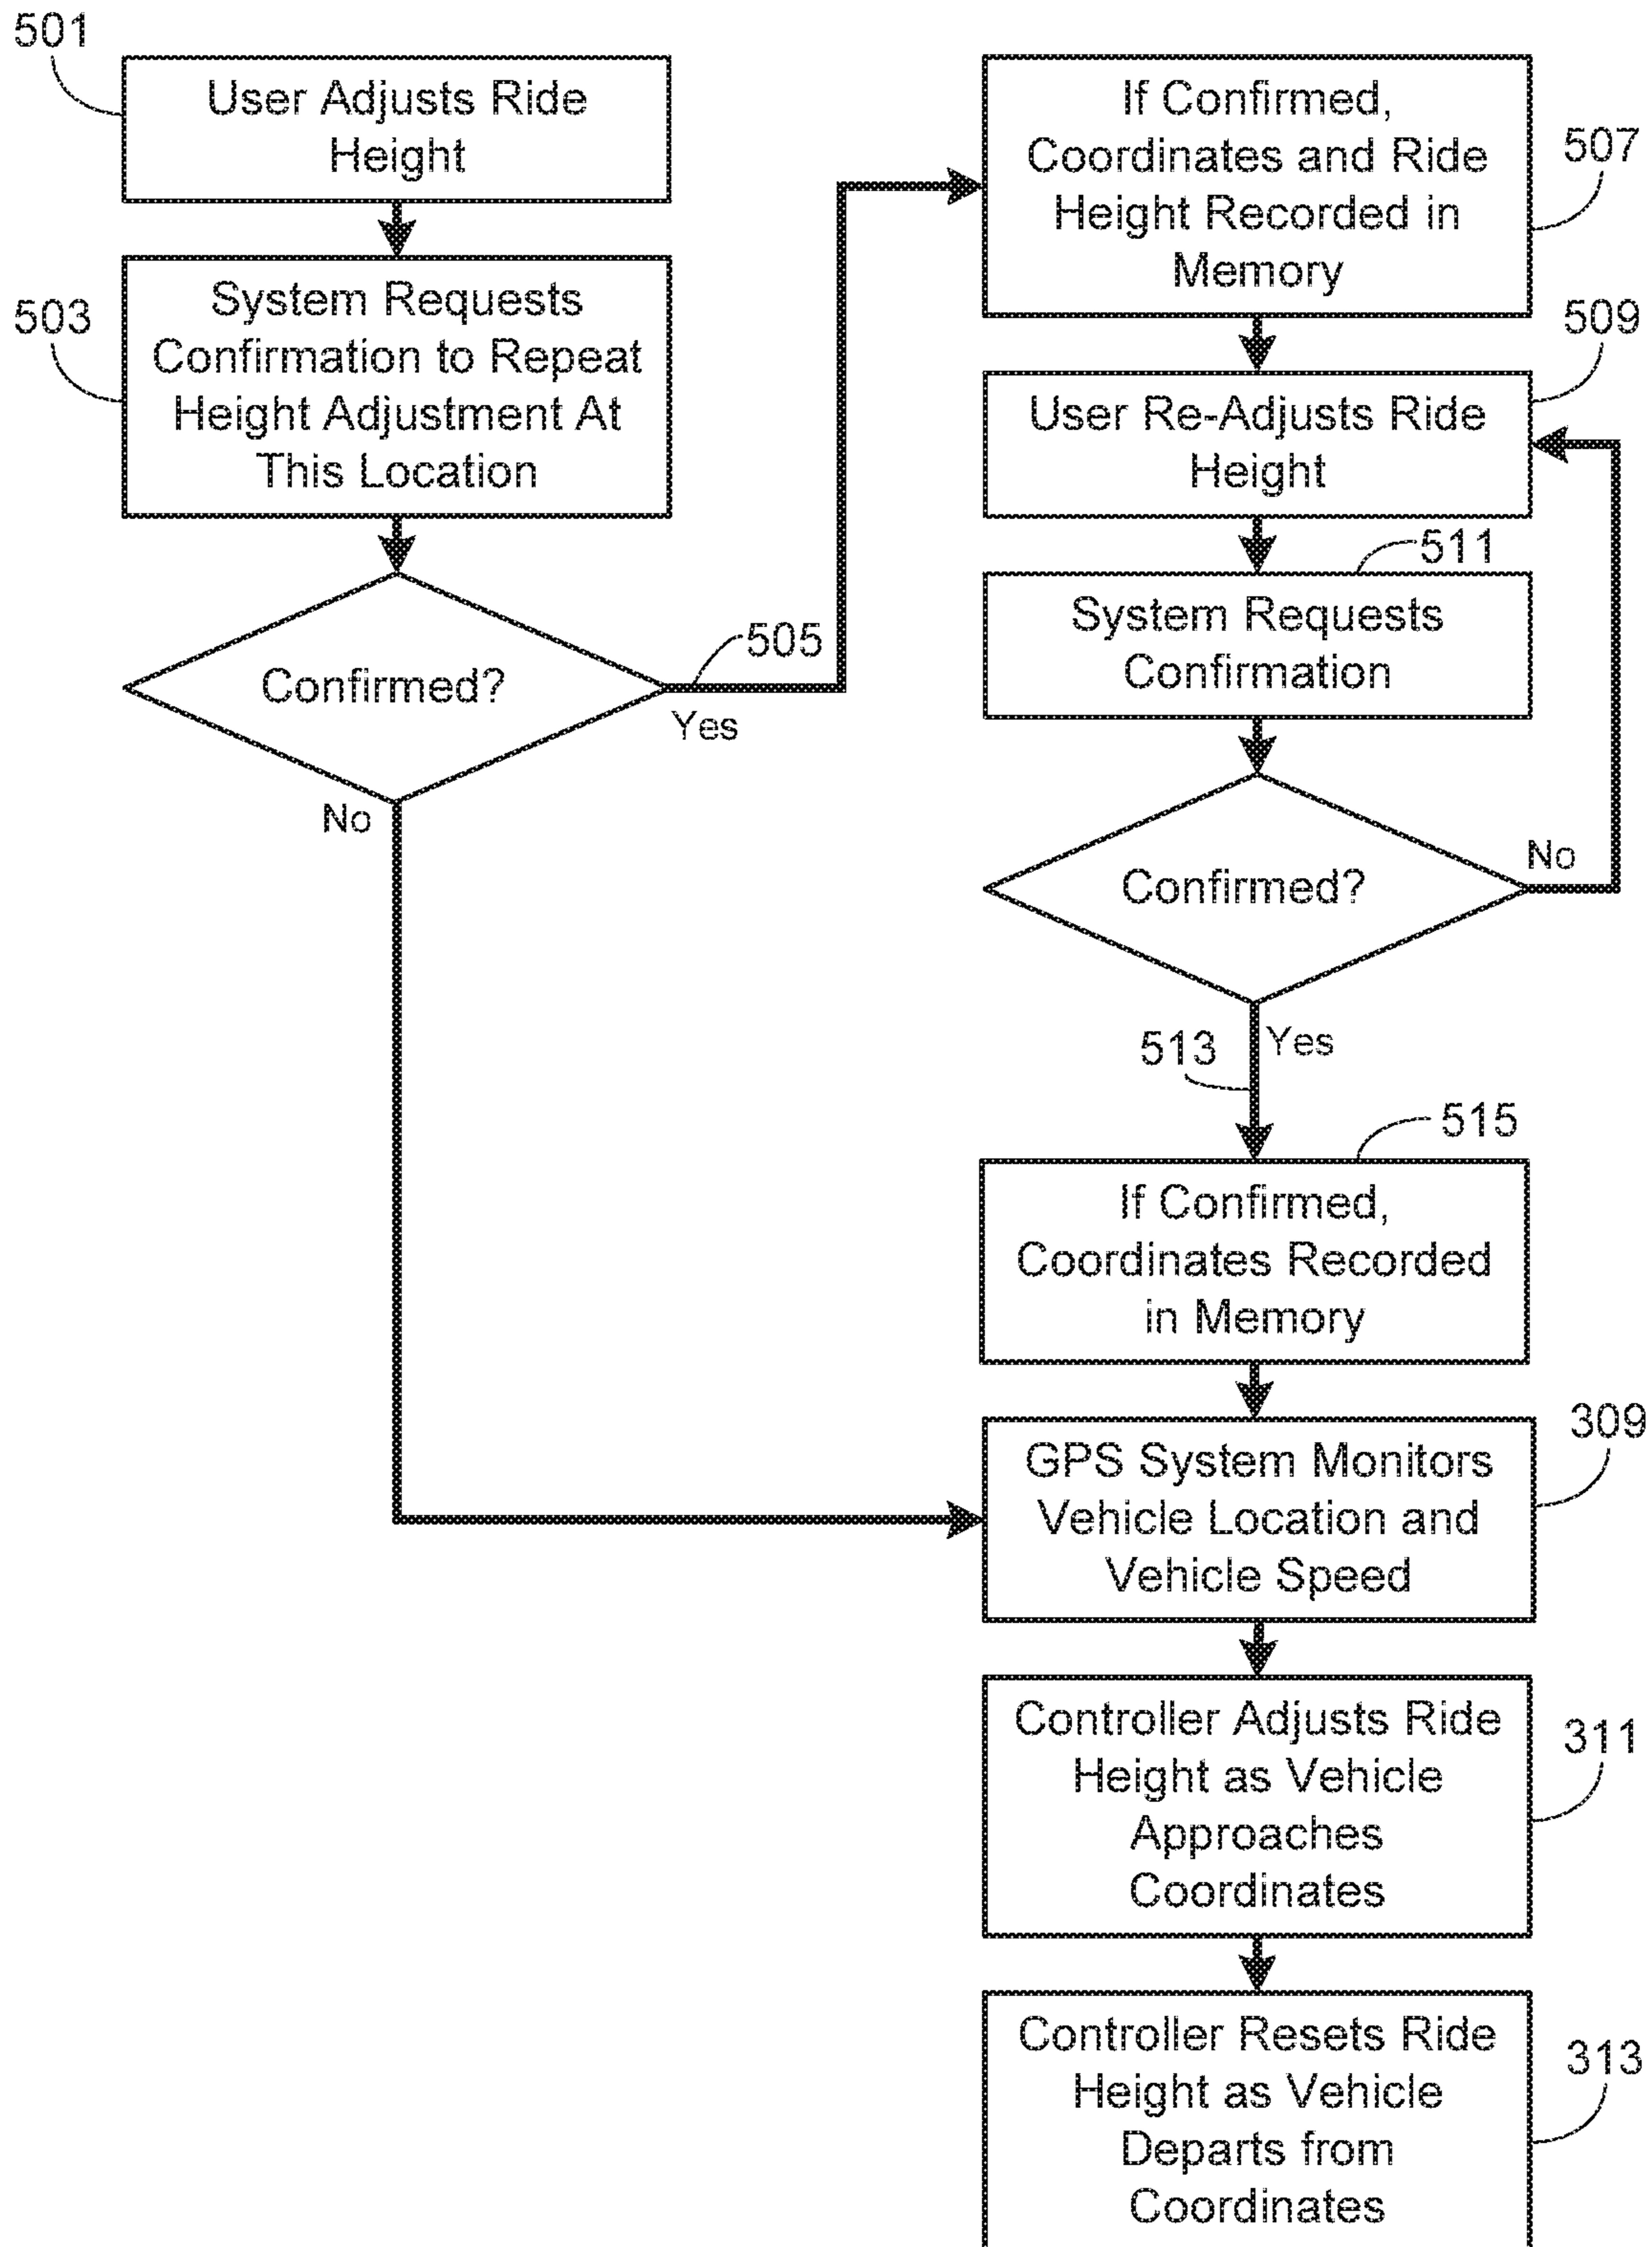 501
User Adjusts Ride
Height
503
System Requests
Confirmation to Repeat
Height Adjustment At
This Location
Confirmed?
505
Yes
No
If Confirmed,
Coordinates and Ride
Height Recorded in
Memory
507
User Re-Adjusts Ride
Height
509
511
System Requests
Confirmation
Confirmed?
No
513
Yes
515
If Confirmed,
Coordinates Recorded
in Memory
GPS System Monitors
Vehicle Location and
Vehicle Speed
309
Controller Adjusts Ride
Height as Vehicle
Approaches
Coordinates
311
Controller Resets Ride
Height as Vehicle
Departs from
Coordinates
313